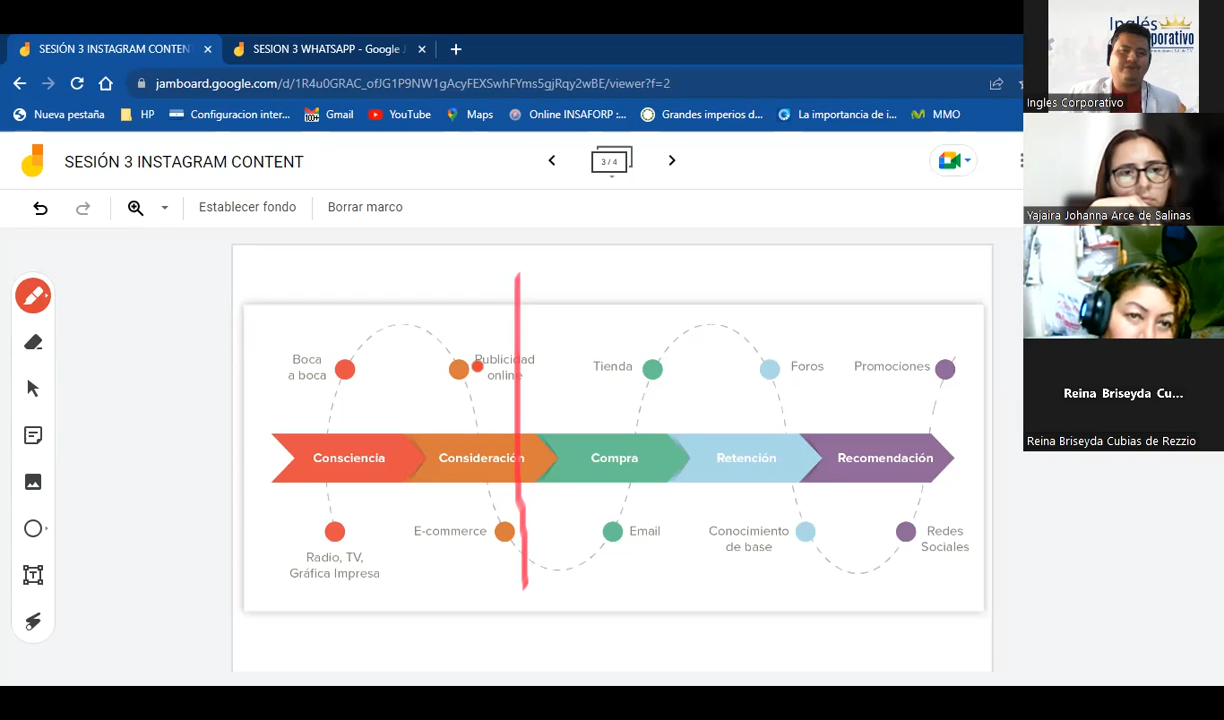 SESIÓN 3 INSTAGRAM CONTEN
SESION 3 WHATSAPP - Google J
jamboard.google.com/d/1R4u0GRAC_ofJG1P9NW1gAcyFEXSwhFYms5gjRqy2wBE/viewer?f=2
Nueva pestaña
HP
Configuracion inter...
Gmail
YouTube
Maps
Online INSAFORP :...
Grandes imperios d...
La importancia de i...
MMO
SESIÓN 3 INSTAGRAM CONTENT
3 / 4
Establecer fondo
Borrar marco
Boca
a boca
Publicidad
online
Tienda
Foros
Promociones
Consciencia
Consideración
Compra
Retención
Recomendación
Radio, TV,
Gráfica Impresa
E-commerce
Email
Conocimiento
de base
Redes
Sociales
Inglés
Inglés Corporativo
Yajaira Johanna Arce de Salinas
Reina Briseyda Cu...
Reina Briseyda Cubias de Rezzio